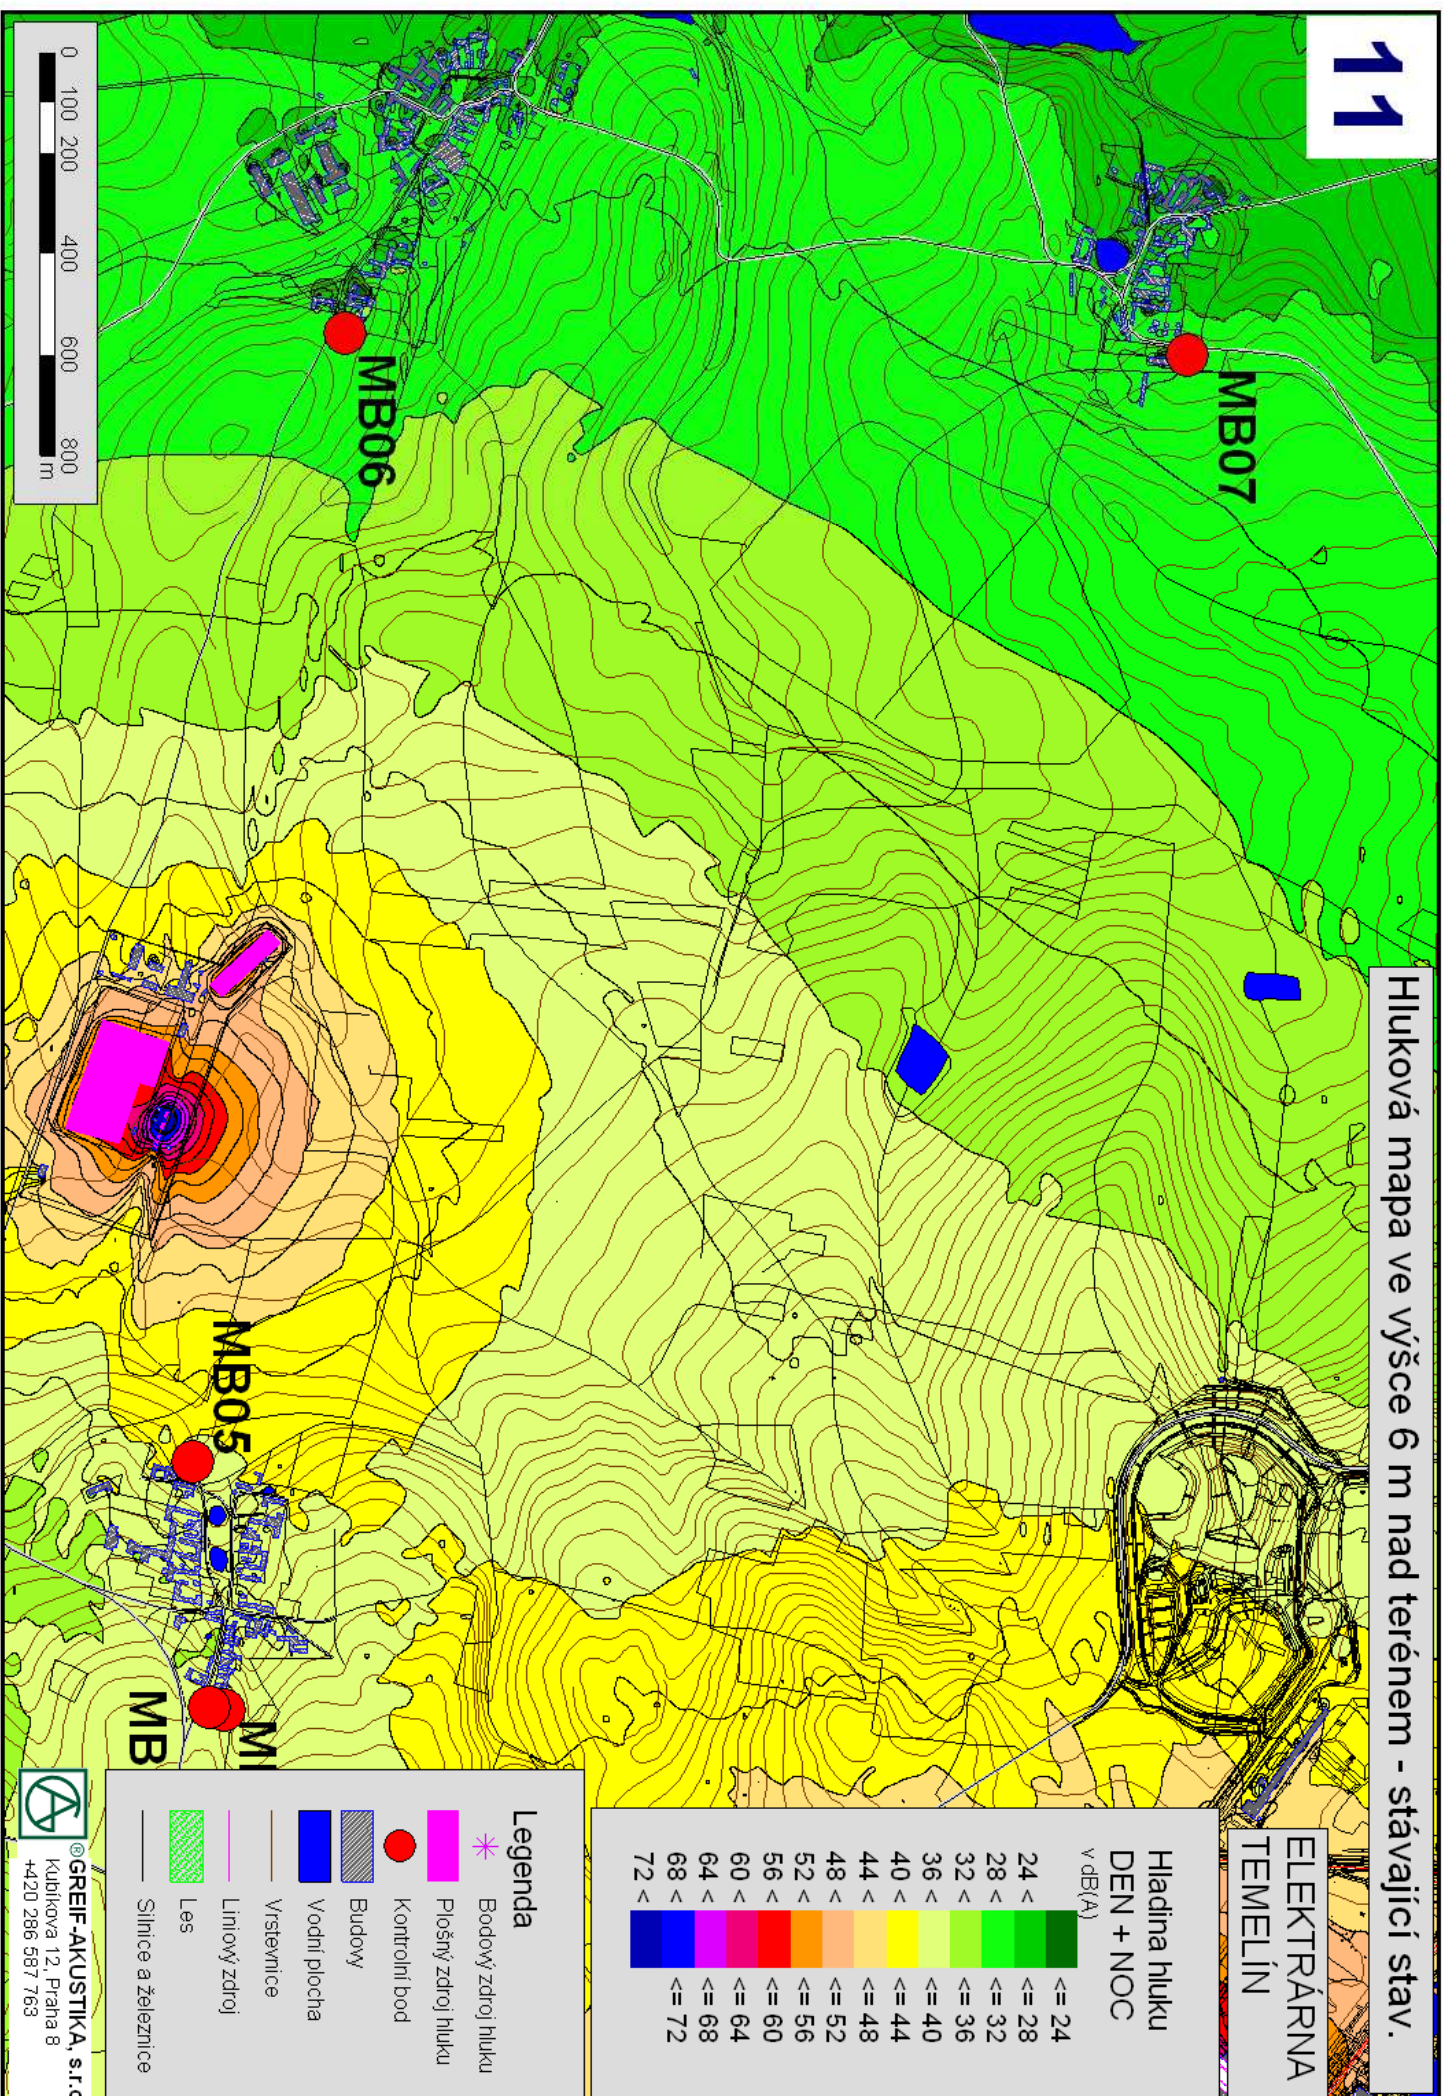 11
Hluková mapa ve výšce 6 m nad terénem - stávající stav.
ELEKTRÁRNA
TEMELÍN
MB07
MB06
MB05
MB
Hladina hluku
DEN + NOC
v dB(A)
<= 24
24 < <= 28
28 < <= 32
32 < <= 36
36 < <= 40
40 < <= 44
44 < <= 48
48 < <= 52
52 < <= 56
56 < <= 60
60 < <= 64
64 < <= 68
68 < <= 72
72 <
Legenda
Bodový zdroj hluku
Plošný zdroj hluku
Kontrolní bod
Budovy
Vodní plocha
Vrstevnice
Liniový zdroj
Les
Silnice a železnice
0 100 200 400 600 800
m
®GREIF-AKUSTIKA, s.r.o
Kubíkova 12, Praha 8
+420 286 587 763